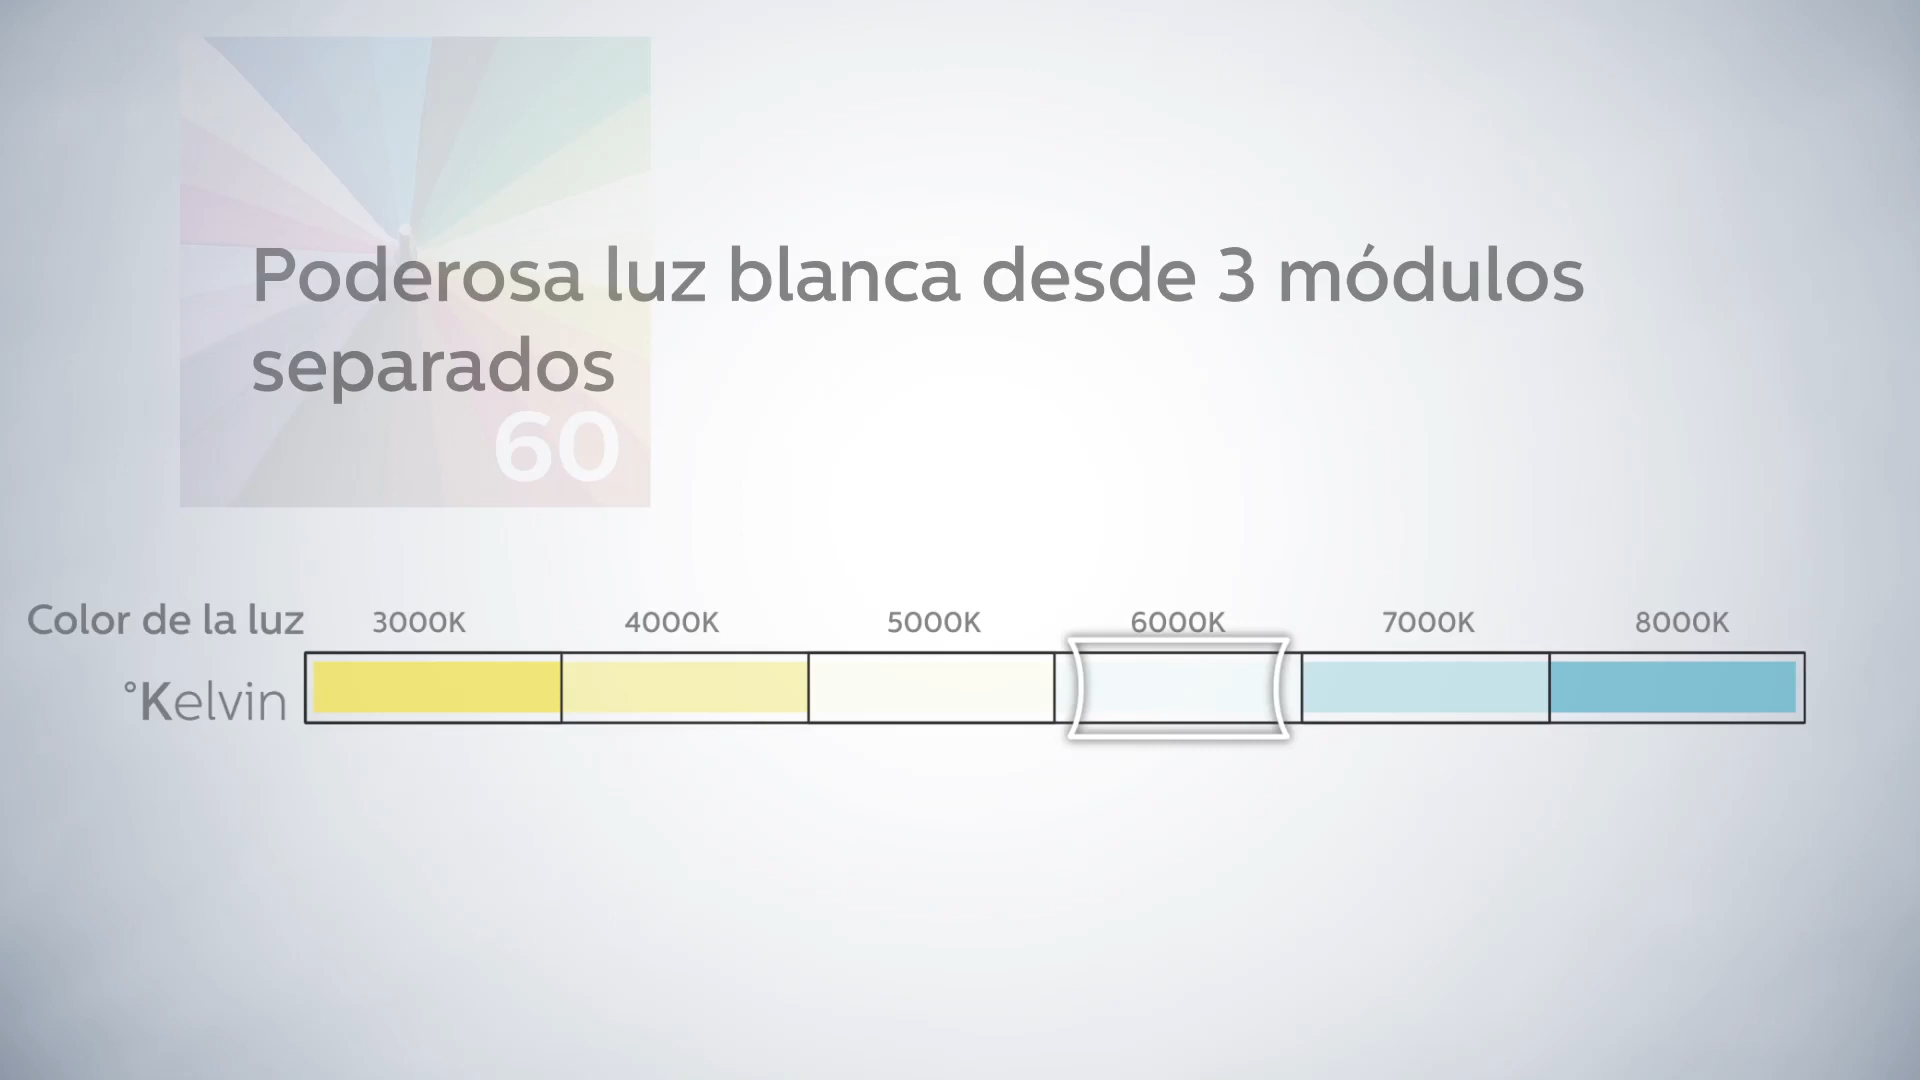 Poderosa luz blanca desde 3 módulos
separados
60
Color de la luz 3000K 4000K 5000K 6000K 7000K 8000K
°Kelvin